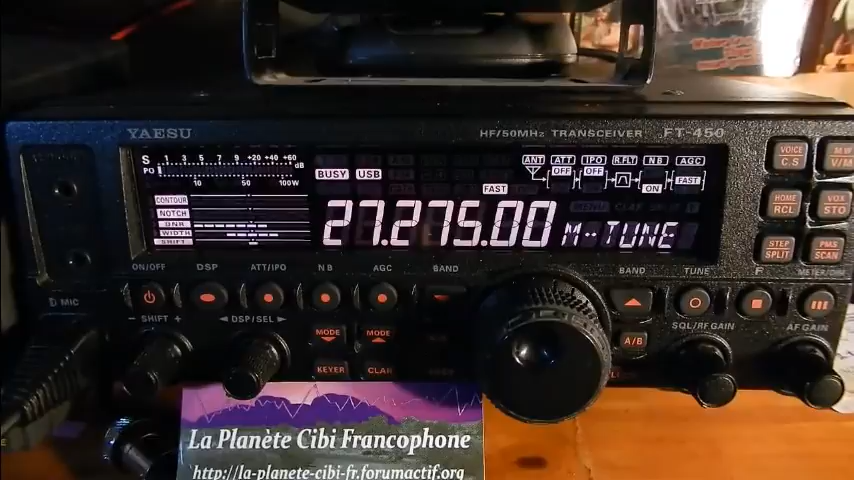 YAESU
HF/50MHz TRANSCEIVER FT-450
S 1 3 5 7 9 +20 +40 +60 dB
PO
10 50 100W
BUSY USB
ANT ATT IPO R.FLT NB AGC
OFF OFF ON FAST
FAST
CONTOUR
NOTCH
DNR
WIDTH
SHIFT
27.275.00 M-TUNE
VOICE
C.S
M/W
V/M
HOME
RCL
VOX
STO
STEP
SPLIT
PMS
SCAN
ON/OFF DSP ATT/IPO NB AGC BAND
BAND TUNE F METER/DIM
MIC
- SHIFT + ◄ DSP/SEL ►
MODE MODE
KEYER CLAR
A/B
SQL/RF GAIN AF GAIN
La Planète Cibi Francophone
http://la-planete-cibi-fr.forumactif.org